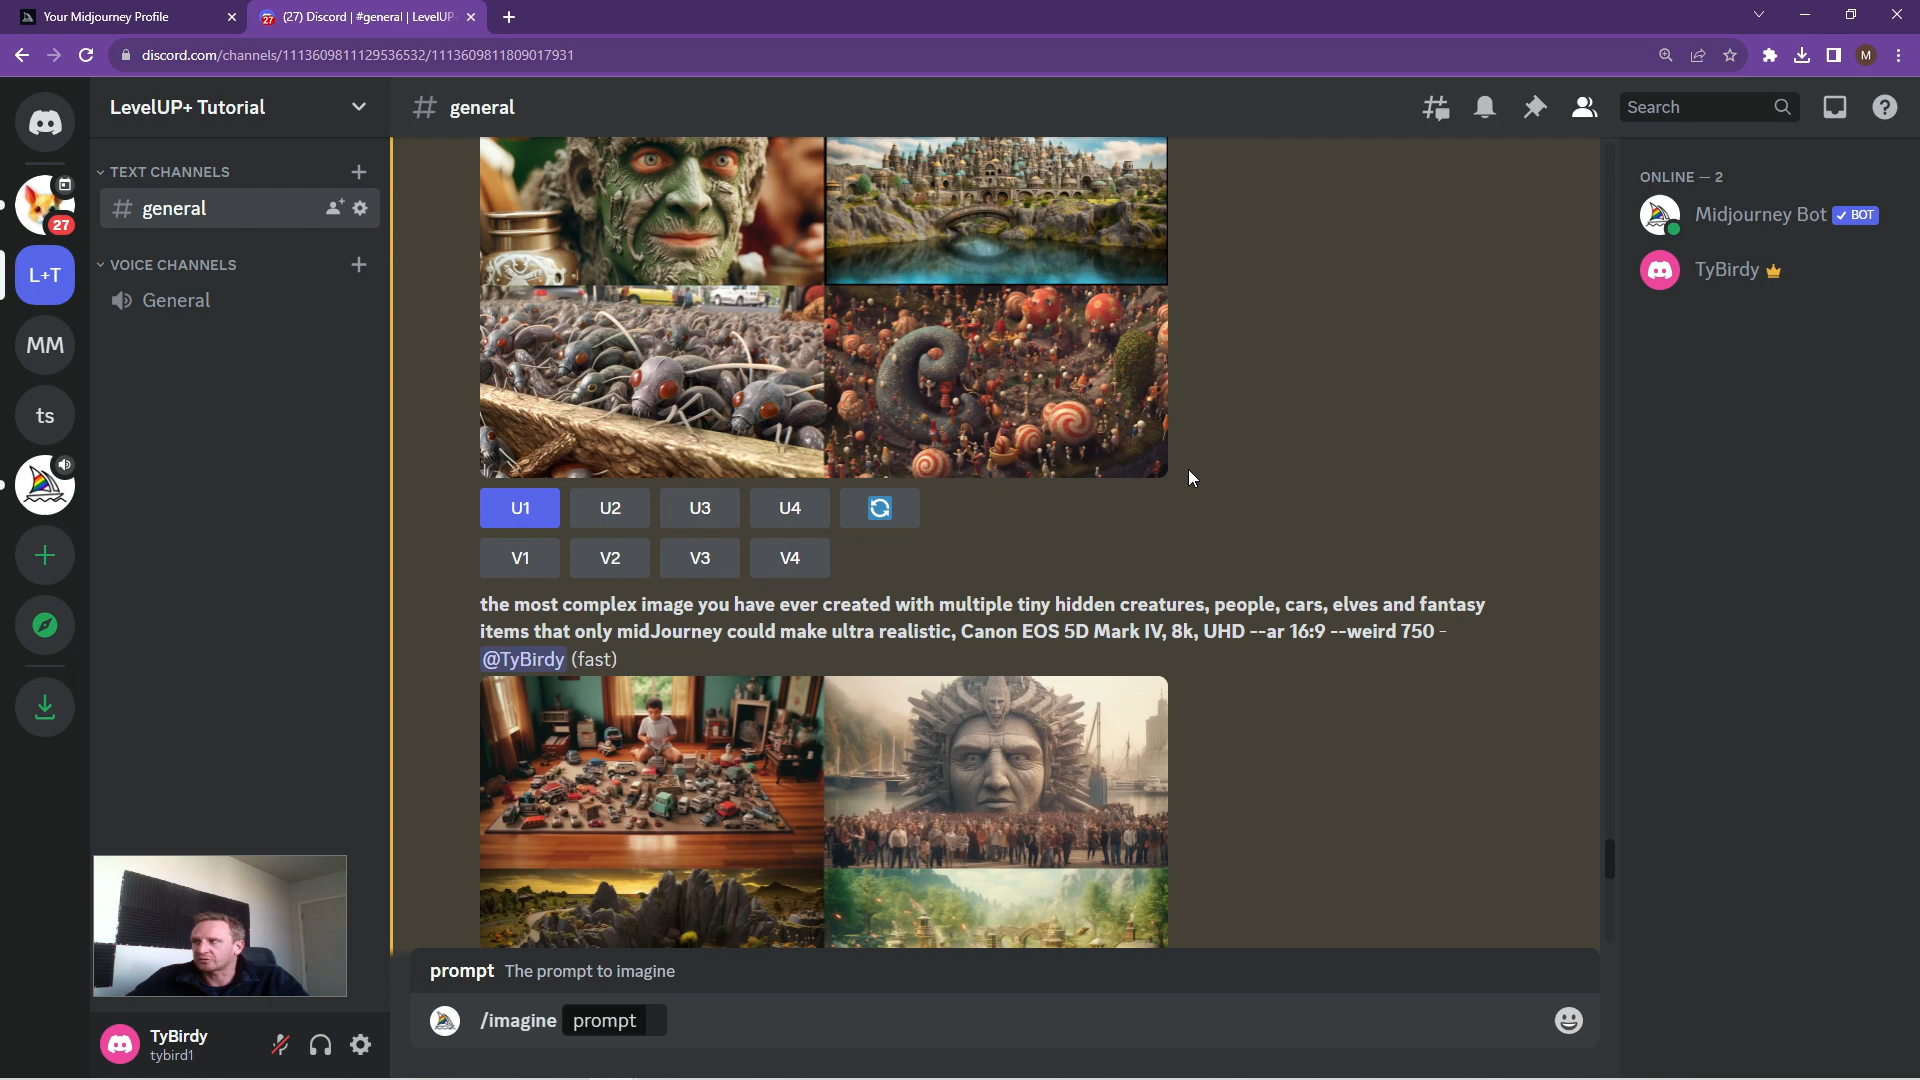 Your Midjourney Profile
(27) Discord | #general | LevelUP
27
discord.com/channels/1113609811129536532/1113609811809017931
M
LevelUP+ Tutorial
general
Search
TEXT CHANNELS
general
27
L+T
VOICE CHANNELS
General
MM
ts
ONLINE — 2
Midjourney Bot BOT
TyBirdy
U1 U2 U3 U4
V1 V2 V3 V4
the most complex image you have ever created with multiple tiny hidden creatures, people, cars, elves and fantasy
items that only midJourney could make ultra realistic, Canon EOS 5D Mark IV, 8k, UHD --ar 16:9 --weird 750 -
@TyBirdy (fast)
prompt The prompt to imagine
/imagine prompt
TyBirdy
tybird1